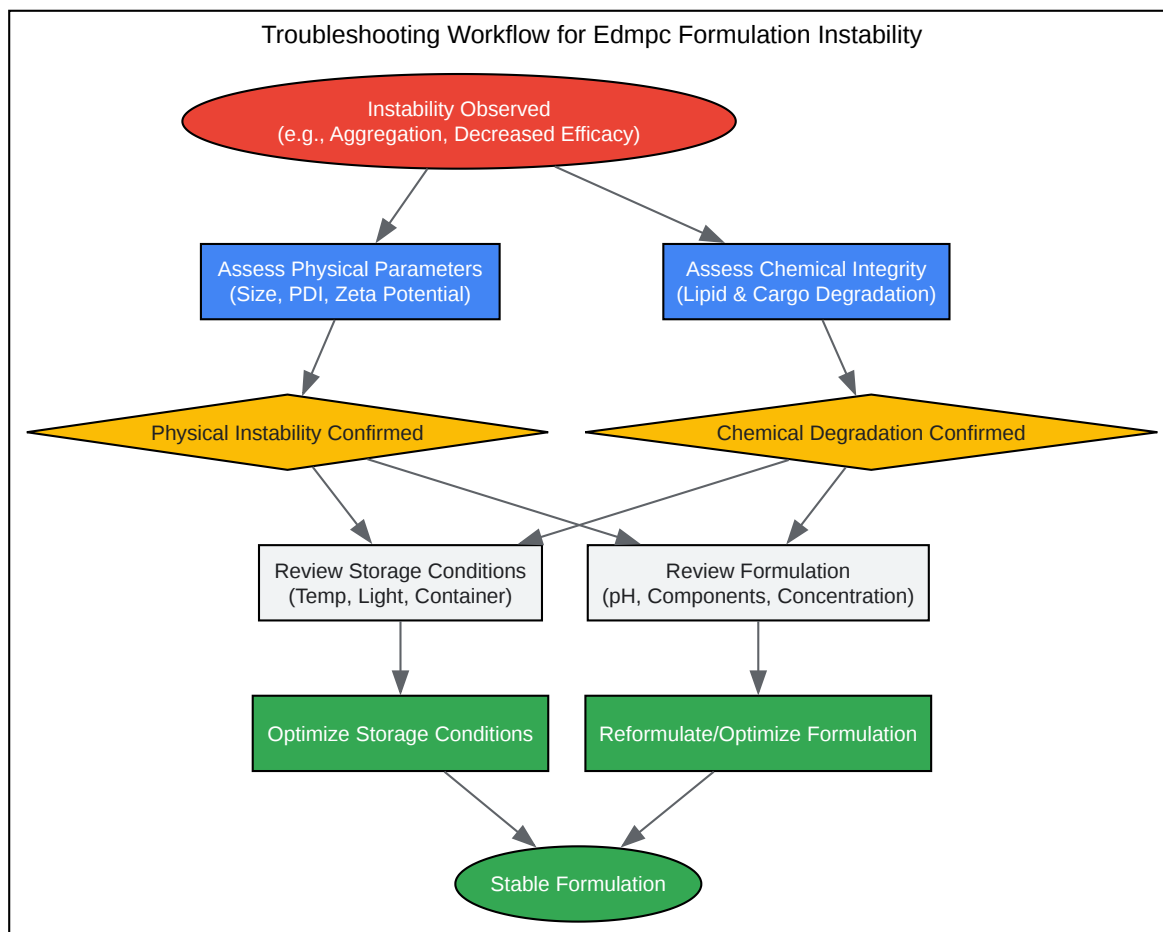 Troubleshooting Workflow for Edmpc Formulation Instability
Instability Observed
(e.g., Aggregation, Decreased Efficacy)
Assess Physical Parameters
(Size, PDI, Zeta Potential)
Assess Chemical Integrity
(Lipid & Cargo Degradation)
Physical Instability Confirmed
Chemical Degradation Confirmed
Review Storage Conditions
(Temp, Light, Container)
Review Formulation
(pH, Components, Concentration)
Optimize Storage Conditions
Reformulate/Optimize Formulation
Stable Formulation